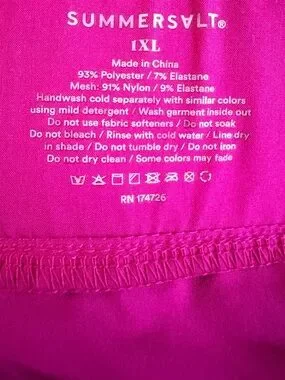 SUMMERSALT®
1XL
Made in China
93% Polyester / 7% Elastane
Mesh: 91% Nylon / 9% Elastane
Handwash cold separately with similar colors
using mild detergent / Wash garment inside out
Do not use fabric softeners / Do not soak
Do not bleach / Rinse with cold water / Line dry
in shade / Do not tumble dry / Do not iron
Do not dry clean / Some colors may fade
RN 174726